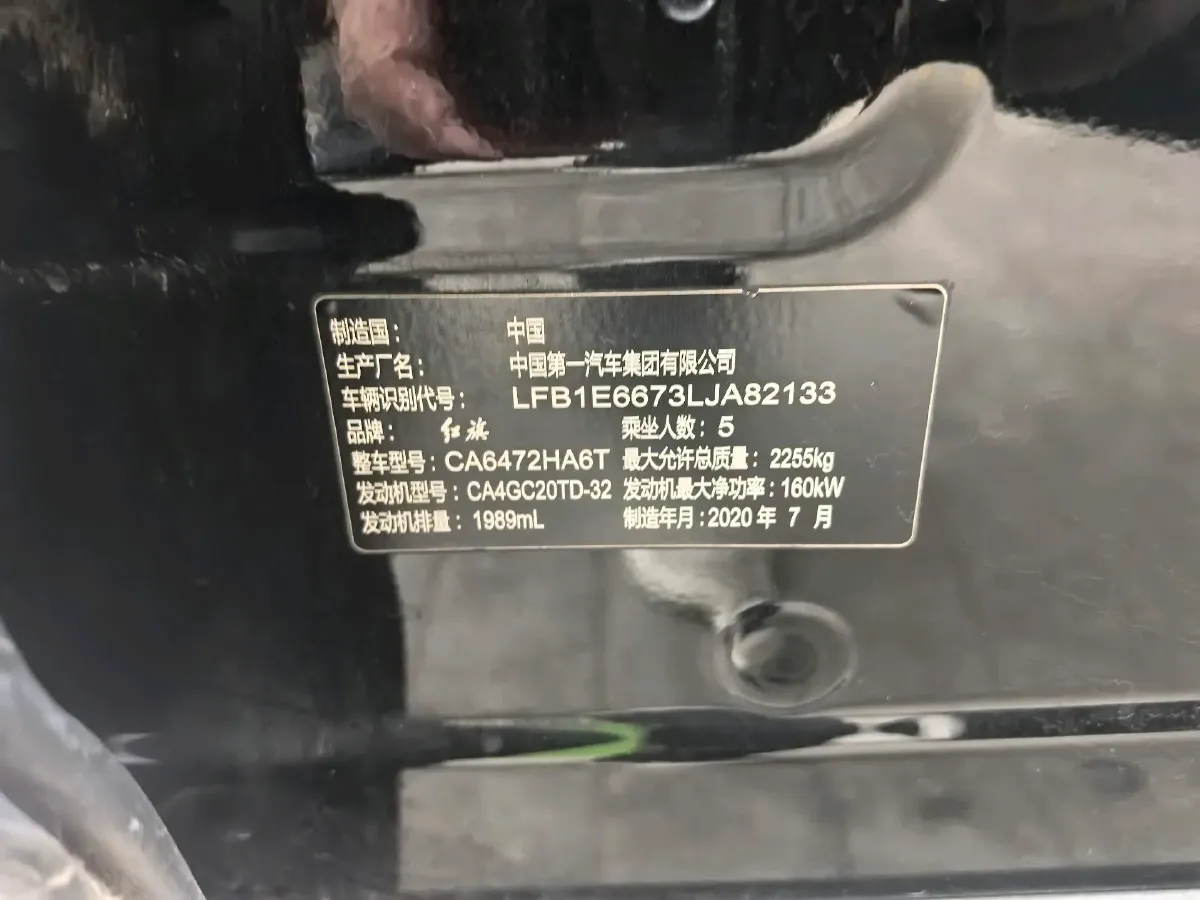 制造国： 中国
生产厂名： 中国第一汽车集团有限公司
车辆识别代号： LFB1E6673LJA82133
品牌： 红旗 乘坐人数： 5
整车型号：CA6472HA6T 最大允许总质量： 2255kg
发动机型号：CA4GC20TD-32 发动机最大净功率：160kW
发动机排量： 1989mL 制造年月：2020 年 7 月